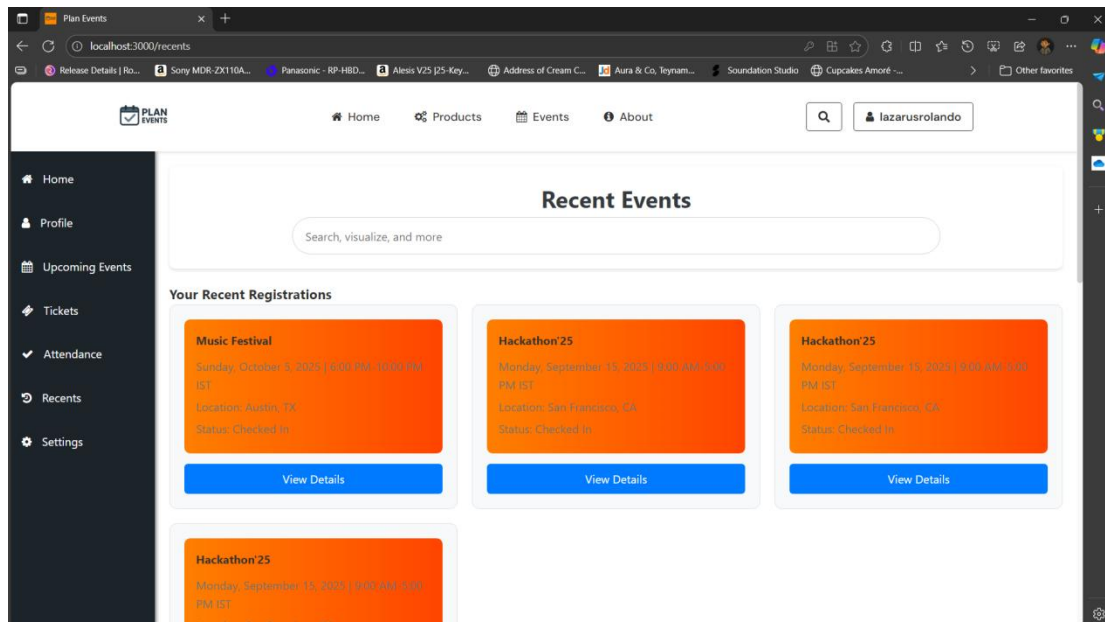 Plan Events
localhost:3000/recents
Release Details | Ro...
Sony MDR-ZX110A...
Panasonic - RP-HBD...
Alesis V25 |25-Key...
Address of Cream C...
Aura & Co, Teynam...
Soundation Studio
Cupcakes Amoré -...
Other favorites
PLAN
EVENTS
Home
Products
Events
About
lazarusrolando
Home
Profile
Upcoming Events
Tickets
Attendance
Recents
Settings
Recent Events
Search, visualize, and more
Your Recent Registrations
Music Festival
Sunday, October 5, 2025 | 6:00 PM-10:00 PM
IST
Location: Austin, TX
Status: Checked In
View Details
Hackathon'25
Monday, September 15, 2025 | 9:00 AM-5:00
PM IST
Location: San Francisco, CA
Status: Checked In
View Details
Hackathon'25
Monday, September 15, 2025 | 9:00 AM-5:00
PM IST
Location: San Francisco, CA
Status: Checked In
View Details
Hackathon'25
Monday, September 15, 2025 | 9:00 AM-5:00
PM IST